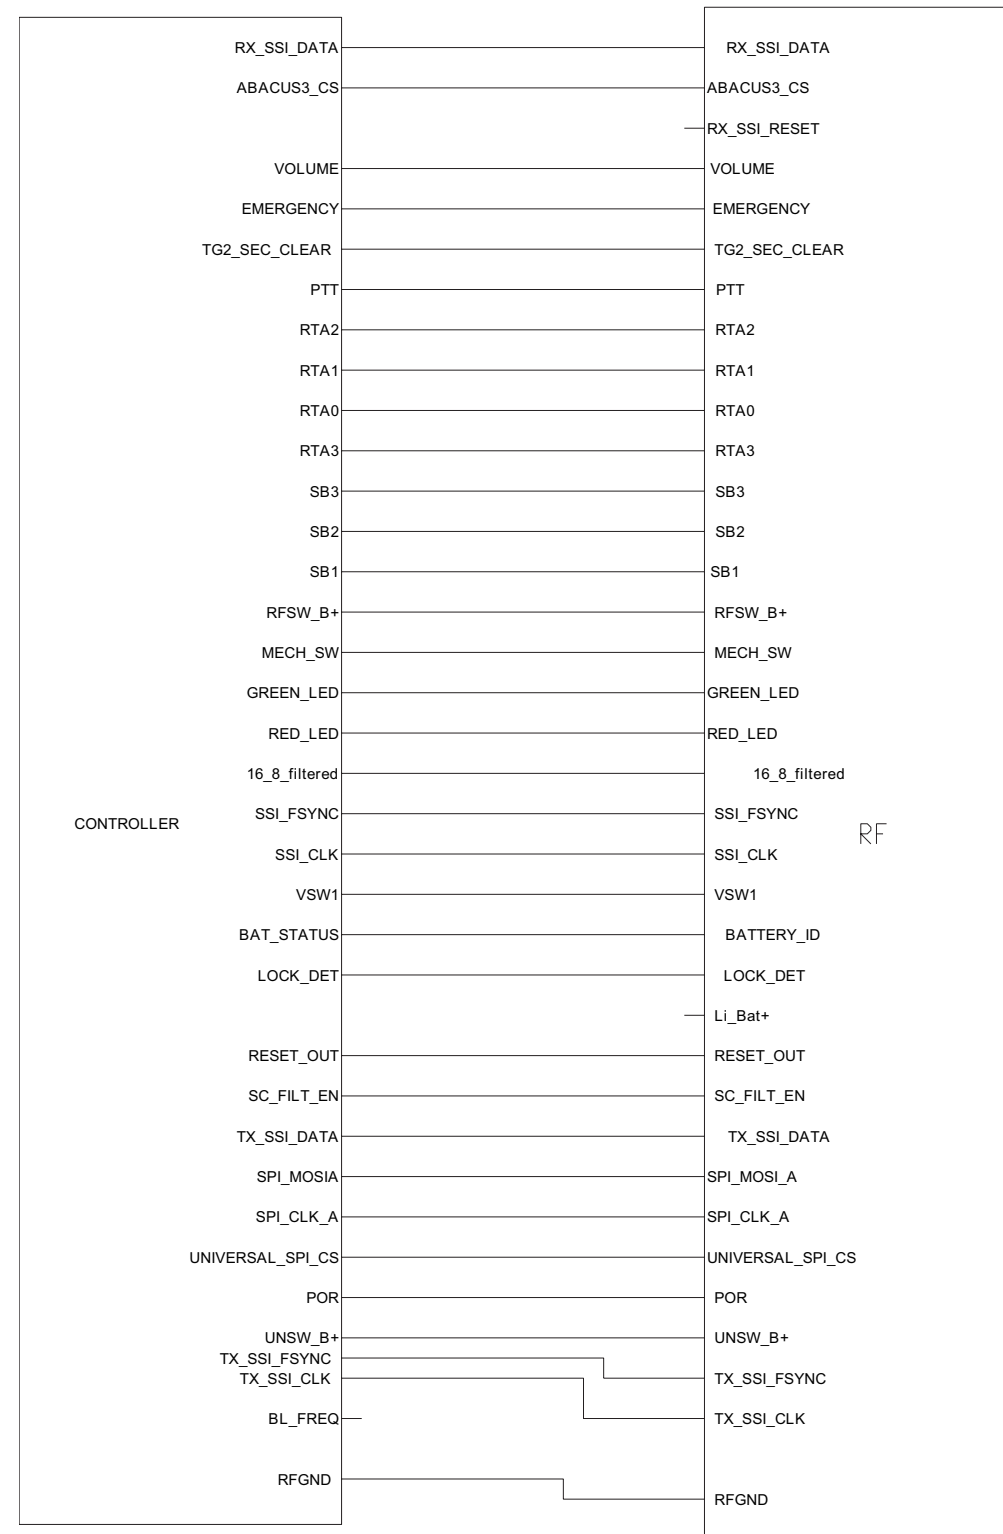 RX_SSI_DATA RX_SSI_DATA
ABACUS3_CS ABACUS3_CS
RX_SSI_RESET
VOLUME VOLUME
EMERGENCY EMERGENCY
TG2_SEC_CLEAR TG2_SEC_CLEAR
PTT PTT
RTA2 RTA2
RTA1 RTA1
RTA0 RTA0
RTA3 RTA3
SB3 SB3
SB2 SB2
SB1 SB1
RFSW_B+ RFSW_B+
MECH_SW MECH_SW
GREEN_LED GREEN_LED
RED_LED RED_LED
16_8_filtered 16_8_filtered
SSI_FSYNC SSI_FSYNC
CONTROLLER RF
SSI_CLK SSI_CLK
VSW1 VSW1
BAT_STATUS BATTERY_ID
LOCK_DET LOCK_DET
Li_Bat+
RESET_OUT RESET_OUT
SC_FILT_EN SC_FILT_EN
TX_SSI_DATA TX_SSI_DATA
SPI_MOSIA SPI_MOSI_A
SPI_CLK_A SPI_CLK_A
UNIVERSAL_SPI_CS UNIVERSAL_SPI_CS
POR POR
UNSW_B+ UNSW_B+
TX_SSI_FSYNC
TX_SSI_CLK TX_SSI_FSYNC
BL_FREQ TX_SSI_CLK
RFGND
RFGND